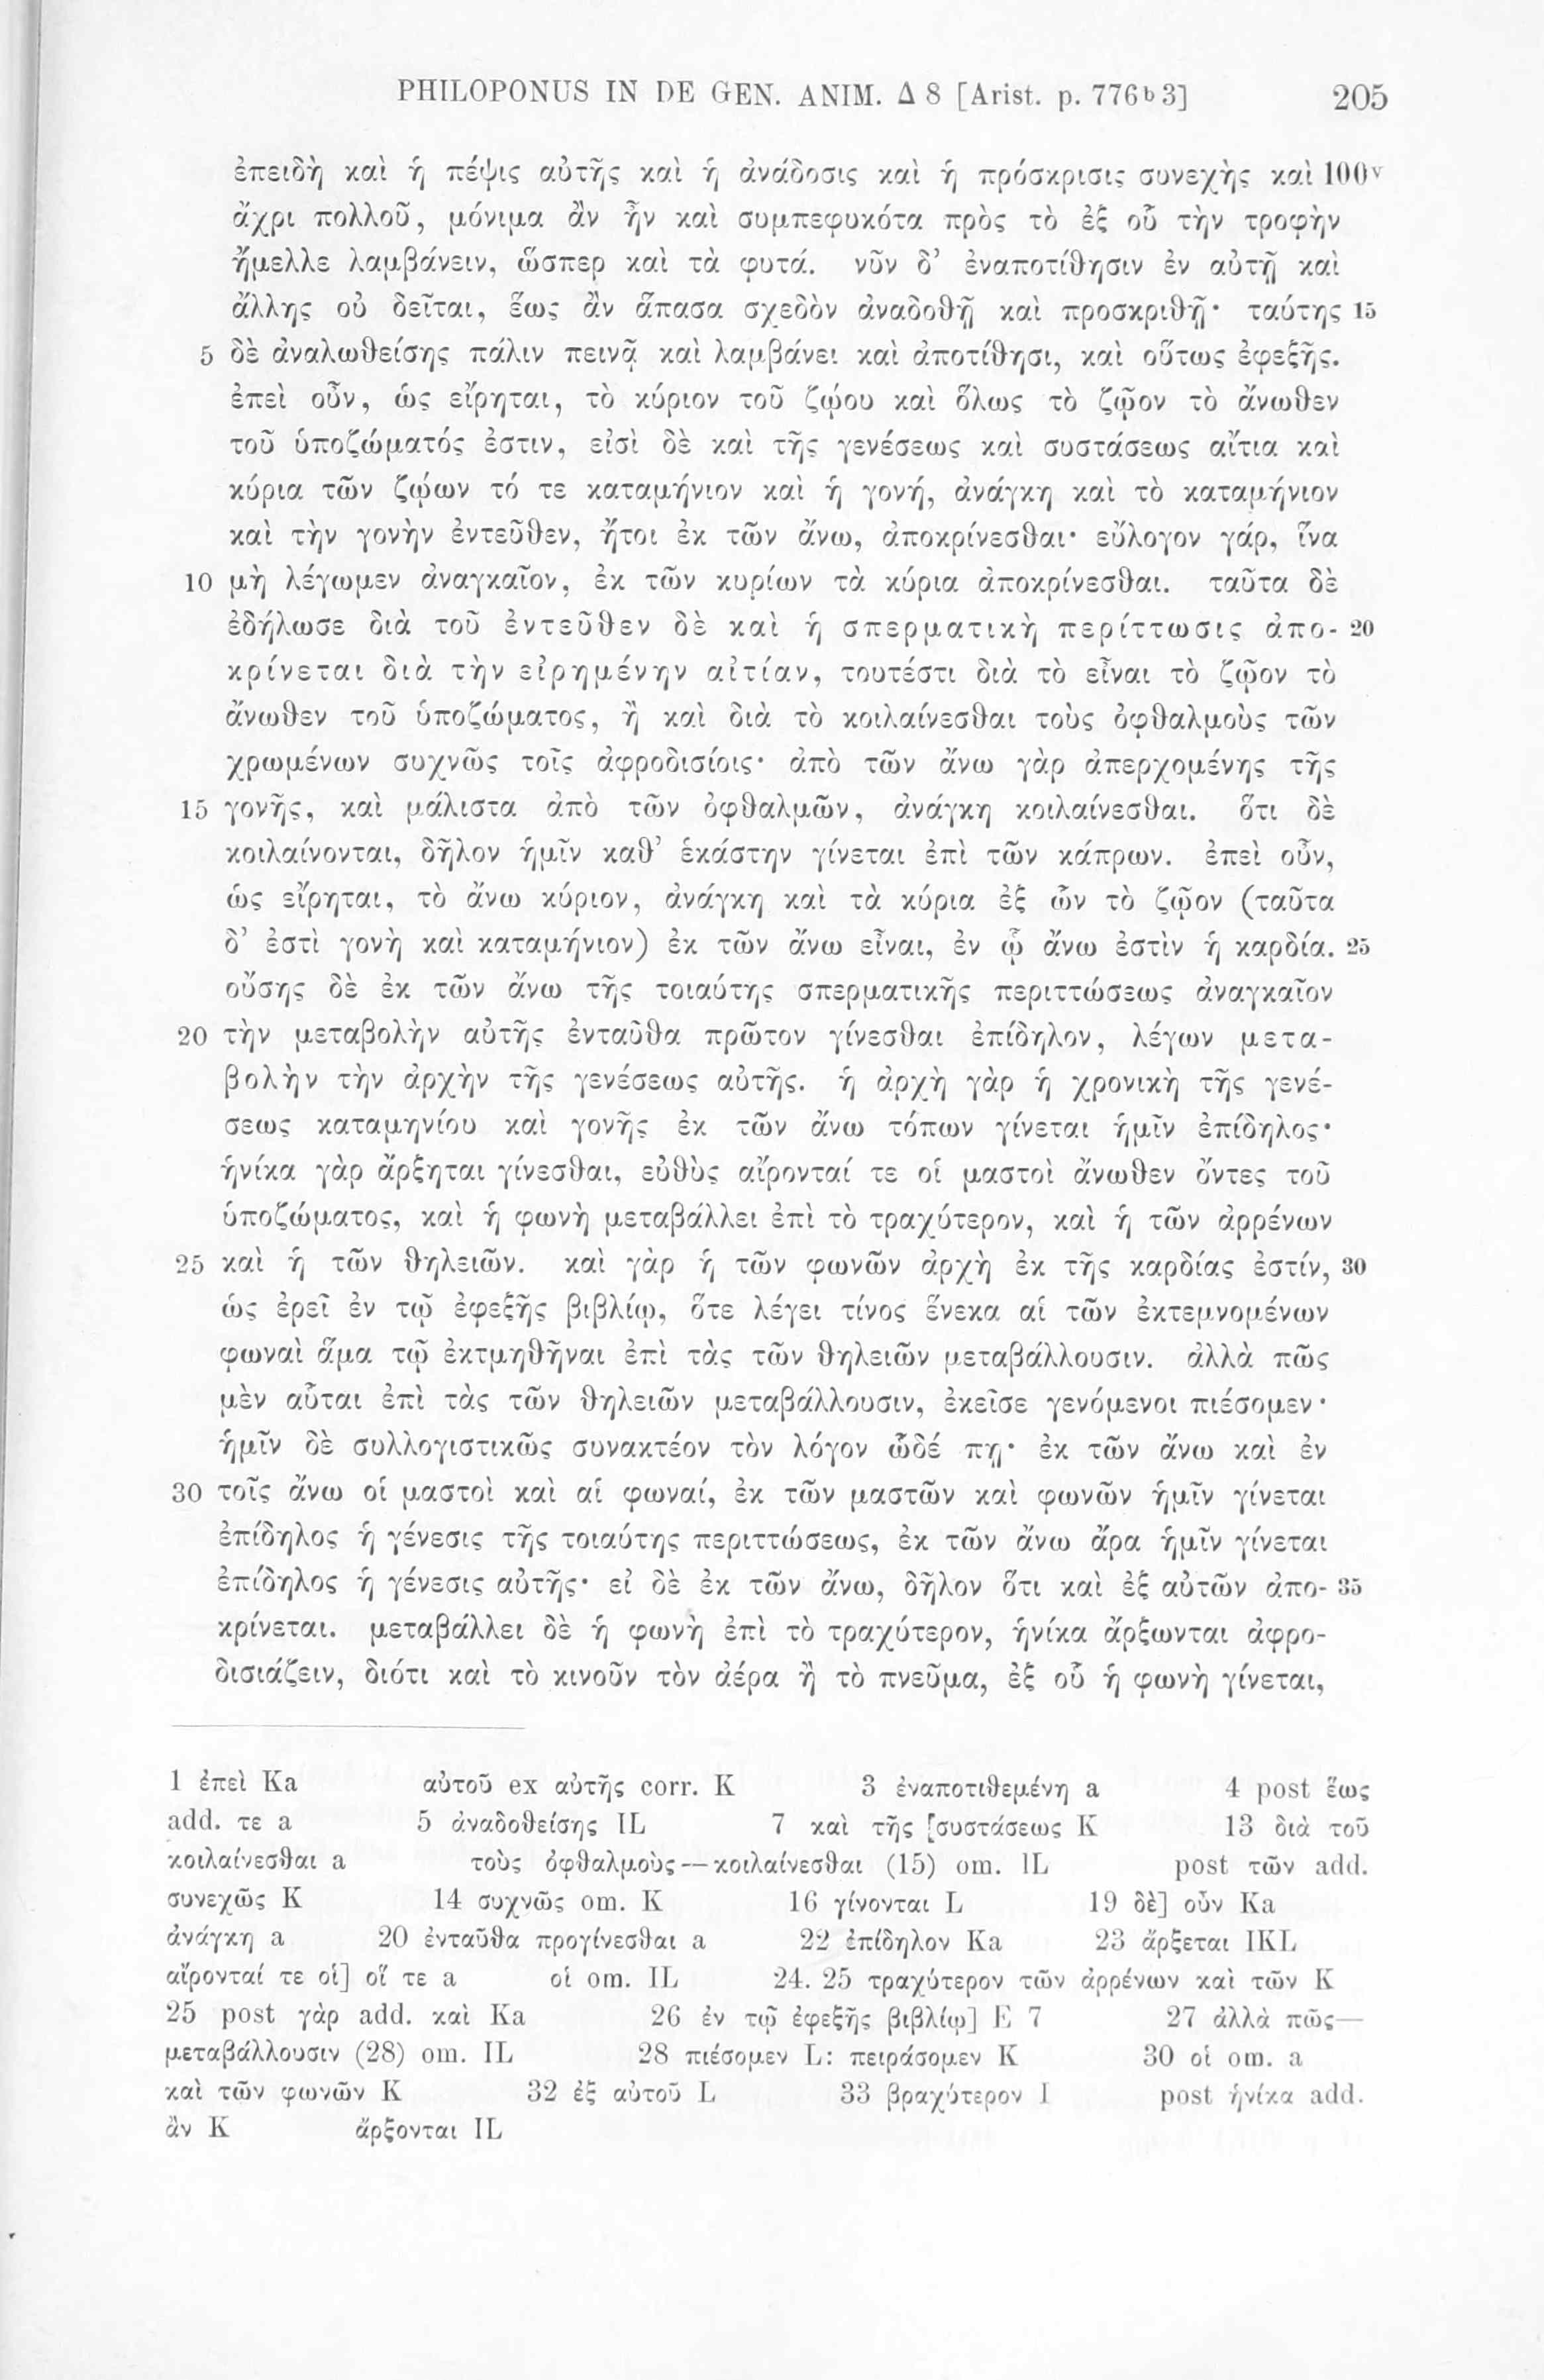 PHILOPONUS IN DE GEN. ANIM. Δ 8 [Arist. p. 776b3] 205
ἐπειδὴ καὶ ἡ πέψις αὐτῆς καὶ ἡ ἀνάδοσις καὶ ἡ πρόσκρισις συνεχὴς καὶ 100v
ἄχρι πολλοῦ, μόνιμα ἂν ἦν καὶ συμπεφυκότα πρὸς τὸ ἐξ οὗ τὴν τροφὴν
ἤμελλε λαμβάνειν, ὥσπερ καὶ τὰ φυτά. νῦν δ’ ἐναποτίθησιν ἐν αὐτῇ καὶ
ἄλλης οὐ δεῖται, ἕως ἂν ἅπασα σχεδὸν ἀναδοθῇ καὶ προσκριθῇ· ταύτης 15
5 δὲ ἀναλωθείσης πάλιν πεινᾷ καὶ λαμβάνει καὶ ἀποτίθησι, καὶ οὕτως ἐφεξῆς.
ἐπεὶ οὖν, ὡς εἴρηται, τὸ κύριον τοῦ ζῴου καὶ ὅλως τὸ ζῷον τὸ ἄνωθεν
τοῦ ὑποζώματός ἐστιν, εἰσὶ δὲ καὶ τῆς γενέσεως καὶ συστάσεως αἴτια καὶ
κύρια τῶν ζῴων τό τε καταμήνιον καὶ ἡ γονή, ἀνάγκη καὶ τὸ καταμήνιον
καὶ τὴν γονὴν ἐντεῦθεν, ἤτοι ἐκ τῶν ἄνω, ἀποκρίνεσθαι· εὔλογον γάρ, ἵνα
10 μὴ λέγωμεν ἀναγκαῖον, ἐκ τῶν κυρίων τὰ κύρια ἀποκρίνεσθαι. ταῦτα δὲ
ἐδήλωσε διὰ τοῦ ἐντεῦθεν δὲ καὶ ἡ σπερματικὴ περίττωσις ἀπο- 20
κρίνεται διὰ τὴν εἰρημένην αἰτίαν, τουτέστι διὰ τὸ εἶναι τὸ ζῷον τὸ
ἄνωθεν τοῦ ὑποζώματος, ἢ καὶ διὰ τὸ κοιλαίνεσθαι τοὺς ὀφθαλμοὺς τῶν
χρωμένων συχνῶς τοῖς ἀφροδισίοις· ἀπὸ τῶν ἄνω γὰρ ἀπερχομένης τῆς
15 γονῆς, καὶ μάλιστα ἀπὸ τῶν ὀφθαλμῶν, ἀνάγκη κοιλαίνεσθαι. ὅτι δὲ
κοιλαίνονται, δῆλον ἡμῖν καθ’ ἑκάστην γίνεται ἐπὶ τῶν κάπρων. ἐπεὶ οὖν,
ὡς εἴρηται, τὸ ἄνω κύριον, ἀνάγκη καὶ τὰ κύρια ἐξ ὧν τὸ ζῷον (ταῦτα
δ’ ἐστὶ γονὴ καὶ καταμήνιον) ἐκ τῶν ἄνω εἶναι, ἐν ᾧ ἄνω ἐστὶν ἡ καρδία. 25
οὔσης δὲ ἐκ τῶν ἄνω τῆς τοιαύτης σπερματικῆς περιττώσεως ἀναγκαῖον
20 τὴν μεταβολὴν αὐτῆς ἐνταῦθα πρῶτον γίνεσθαι ἐπίδηλον, λέγων μετα-
βολὴν τὴν ἀρχὴν τῆς γενέσεως αὐτῆς. ἡ ἀρχὴ γὰρ ἡ χρονικὴ τῆς γενέ-
σεως καταμηνίου καὶ γονῆς ἐκ τῶν ἄνω τόπων γίνεται ἡμῖν ἐπίδηλος·
ἡνίκα γὰρ ἄρξηται γίνεσθαι, εὐθὺς αἴρονταί τε οἱ μαστοὶ ἄνωθεν ὄντες τοῦ
ὑποζώματος, καὶ ἡ φωνὴ μεταβάλλει ἐπὶ τὸ τραχύτερον, καὶ ἡ τῶν ἀρρένων
25 καὶ ἡ τῶν θηλειῶν. καὶ γὰρ ἡ τῶν φωνῶν ἀρχὴ ἐκ τῆς καρδίας ἐστίν, 30
ὡς ἐρεῖ ἐν τῷ ἐφεξῆς βιβλίῳ, ὅτε λέγει τίνος ἕνεκα αἱ τῶν ἐκτεμνομένων
φωναὶ ἅμα τῷ ἐκτμηθῆναι ἐπὶ τὰς τῶν θηλειῶν μεταβάλλουσιν. ἀλλὰ πῶς
μὲν αὗται ἐπὶ τὰς τῶν θηλειῶν μεταβάλλουσιν, ἐκεῖσε γενόμενοι πιέσομεν·
ἡμῖν δὲ συλλογιστικῶς συνακτέον τὸν λόγον ὧδέ πῃ· ἐκ τῶν ἄνω καὶ ἐν
30 τοῖς ἄνω οἱ μαστοὶ καὶ αἱ φωναί, ἐκ τῶν μαστῶν καὶ φωνῶν ἡμῖν γίνεται
ἐπίδηλος ἡ γένεσις τῆς τοιαύτης περιττώσεως, ἐκ τῶν ἄνω ἄρα ἡμῖν γίνεται
ἐπίδηλος ἡ γένεσις αὐτῆς· εἰ δὲ ἐκ τῶν ἄνω, δῆλον ὅτι καὶ ἐξ αὐτῶν ἀπο- 35
κρίνεται. μεταβάλλει δὲ ἡ φωνὴ ἐπὶ τὸ τραχύτερον, ἡνίκα ἄρξωνται ἀφρο-
δισιάζειν, διότι καὶ τὸ κινοῦν τὸν ἀέρα ἢ τὸ πνεῦμα, ἐξ οὗ ἡ φωνὴ γίνεται,
1 ἐπεὶ Ka αὐτοῦ ex αὐτῆς corr. K 3 ἐναποτιθεμένη a 4 post ἕως
add. τε a 5 ἀναδοθείσης IL 7 καὶ τῆς [συστάσεως K 13 διὰ τοῦ
κοιλαίνεσθαι a τοὺς ὀφθαλμοὺς — κοιλαίνεσθαι (15) om. IL post τῶν add.
συνεχῶς K 14 συχνῶς om. K 16 γίνονται L 19 δὲ] οὖν Ka
ἀνάγκη a 20 ἐνταῦθα προγίνεσθαι a 22 ἐπίδηλον Ka 23 ἄρξεται IKL
αἴρονταί τε οἱ] οἵ τε a οἱ om. IL 24. 25 τραχύτερον τῶν ἀρρένων καὶ τῶν K
25 post γὰρ add. καὶ Ka 26 ἐν τῷ ἐφεξῆς βιβλίῳ] E 7 27 ἀλλὰ πῶς—
μεταβάλλουσιν (28) om. IL 28 πιέσομεν L: πειράσομεν K 30 οἱ om. a
καὶ τῶν φωνῶν K 32 ἐξ αὐτοῦ L 33 βραχύτερον I post ἡνίκα add.
ἂν K ἄρξονται IL